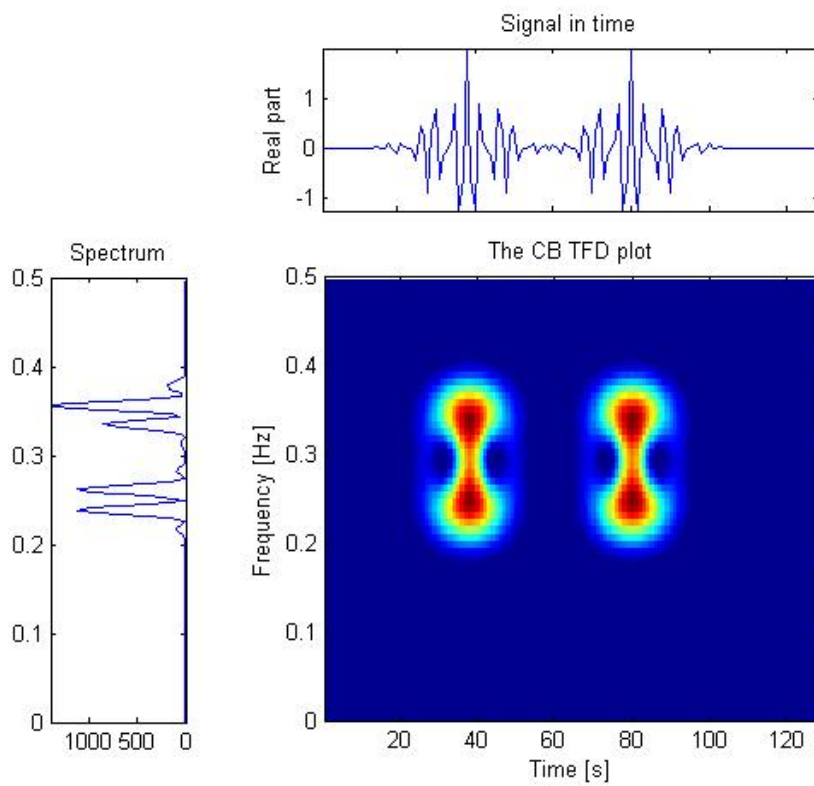 Signal in time
Real part
1
0
-1
Spectrum
0.5
0.4
0.3
0.2
0.1
0
1000 500 0
The CB TFD plot
Frequency [Hz]
0.5
0.4
0.3
0.2
0.1
0
20 40 60 80 100 120
Time [s]